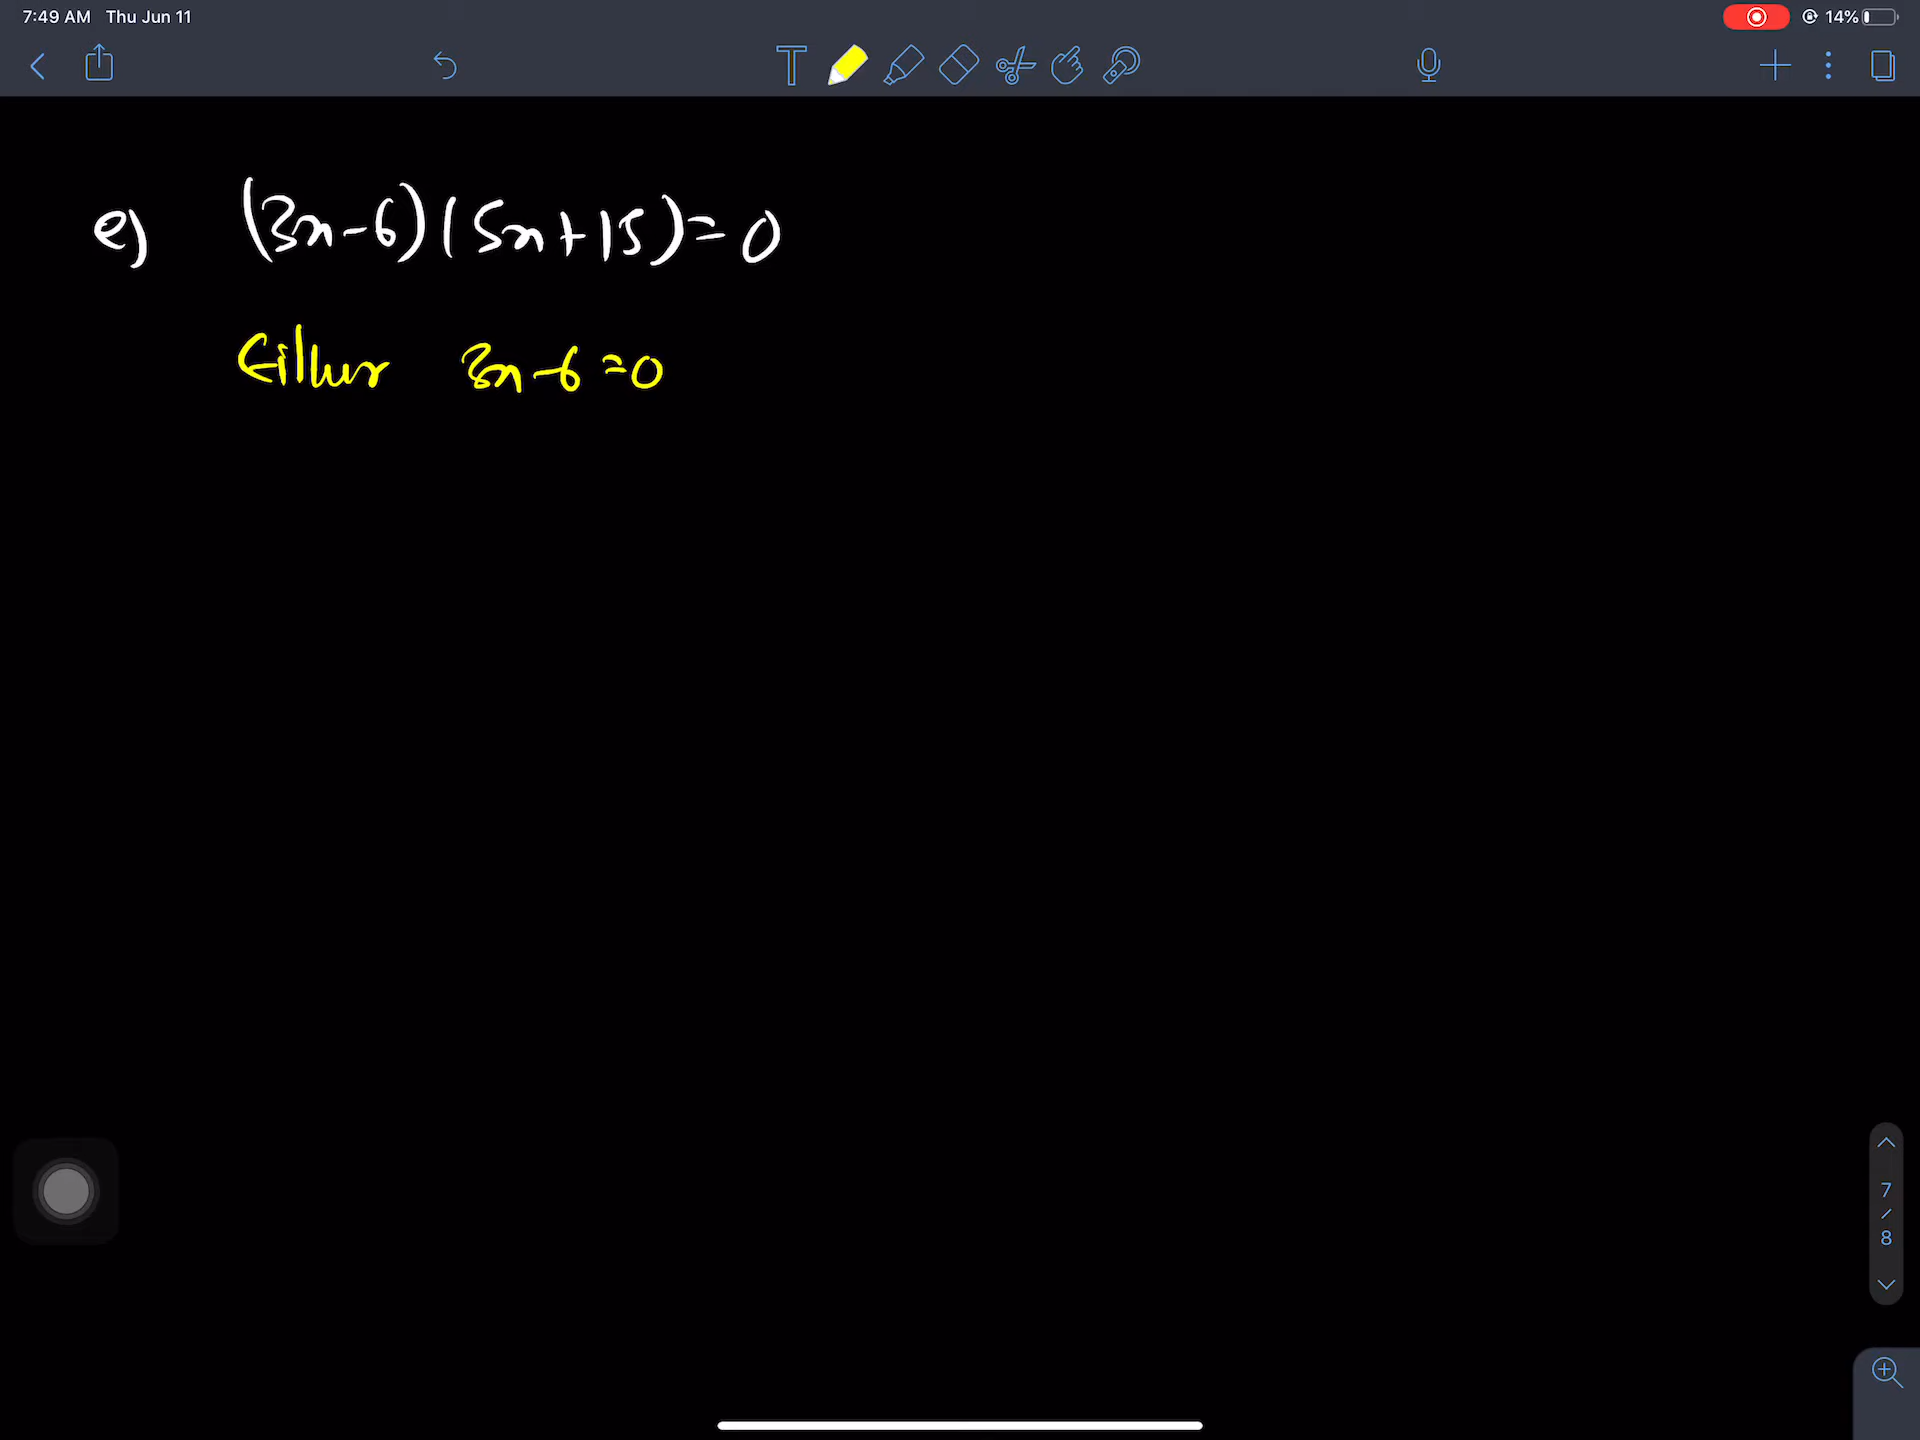 7:49 AM Thu Jun 11
14%
T
e) (3x-6)(5x+15)=0
Either 3x-6=0
7
/
8